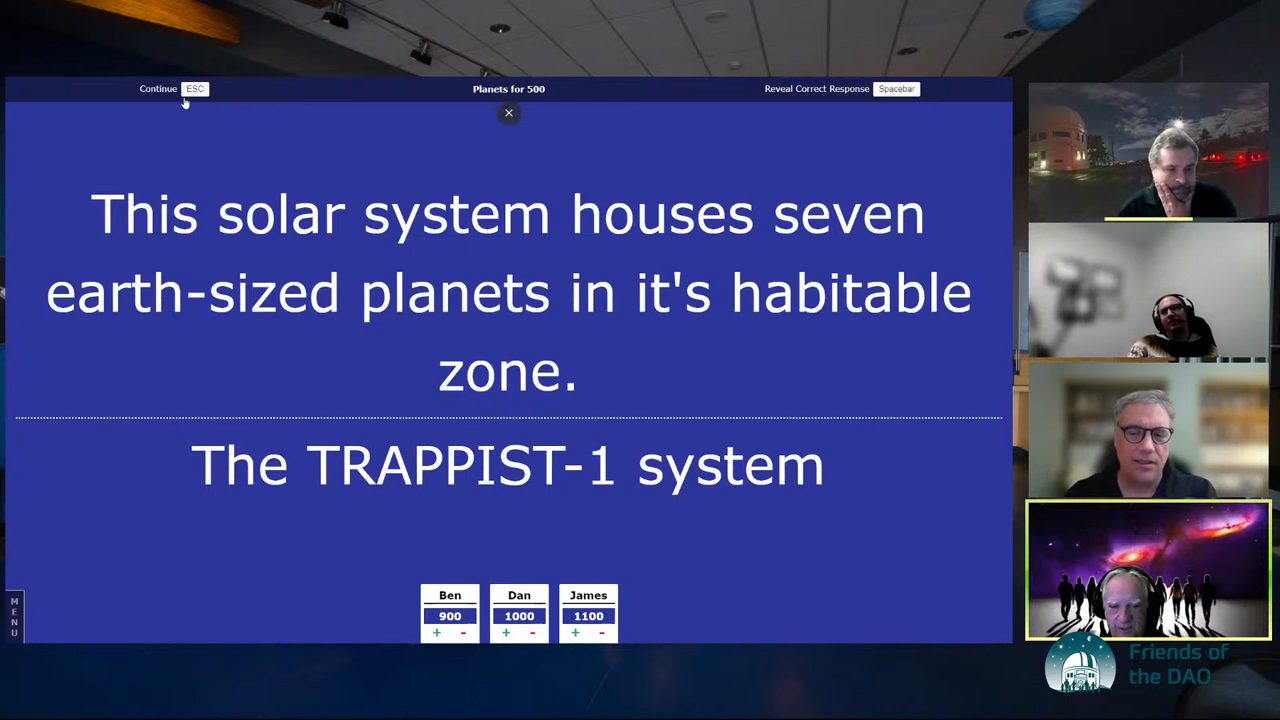 Continue ESC
Planets for 500
Reveal Correct Response Spacebar
×
This solar system houses seven
earth-sized planets in it's habitable
zone.
The TRAPPIST-1 system
MENU
Ben
900
+ -
Dan
1000
+ -
James
1100
+ -
Friends of
the DAO